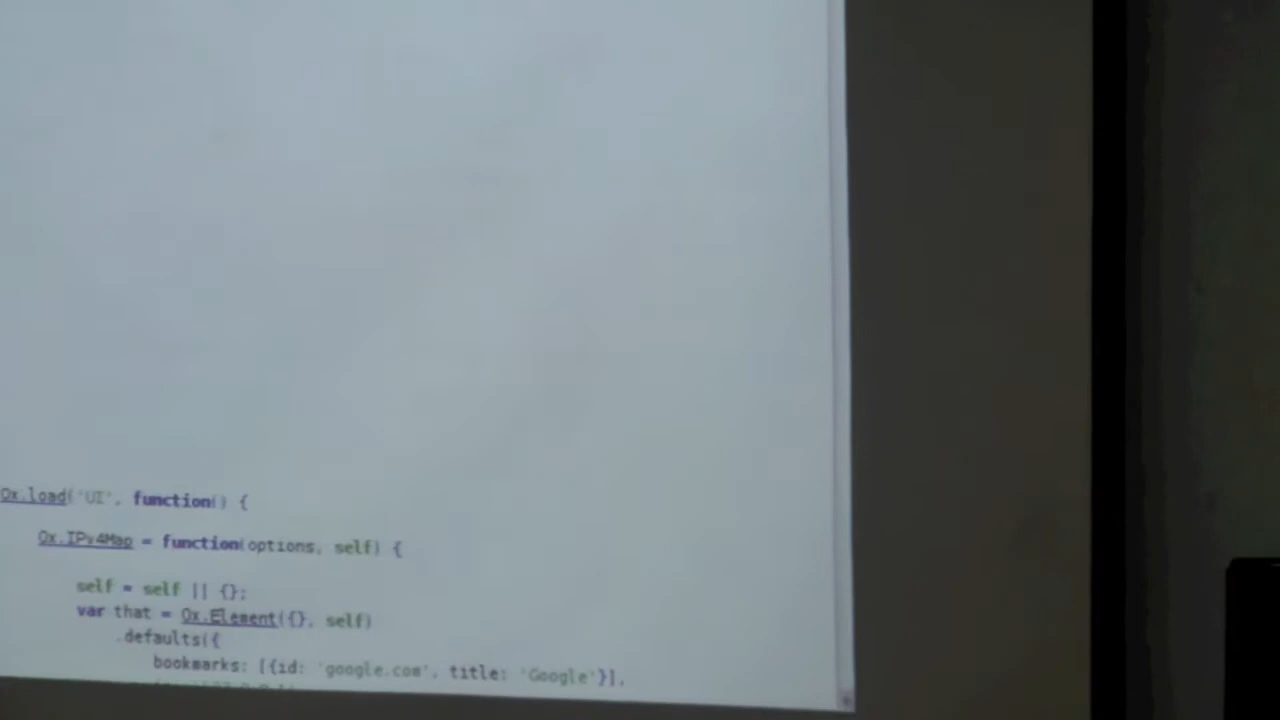 Ox.load('UI', function() {
Ox.IPv4Map = function(options, self) {
self = self || {};
var that = Ox.Element({}, self)
.defaults({
bookmarks: [{id: 'google.com', title: 'Google'}],